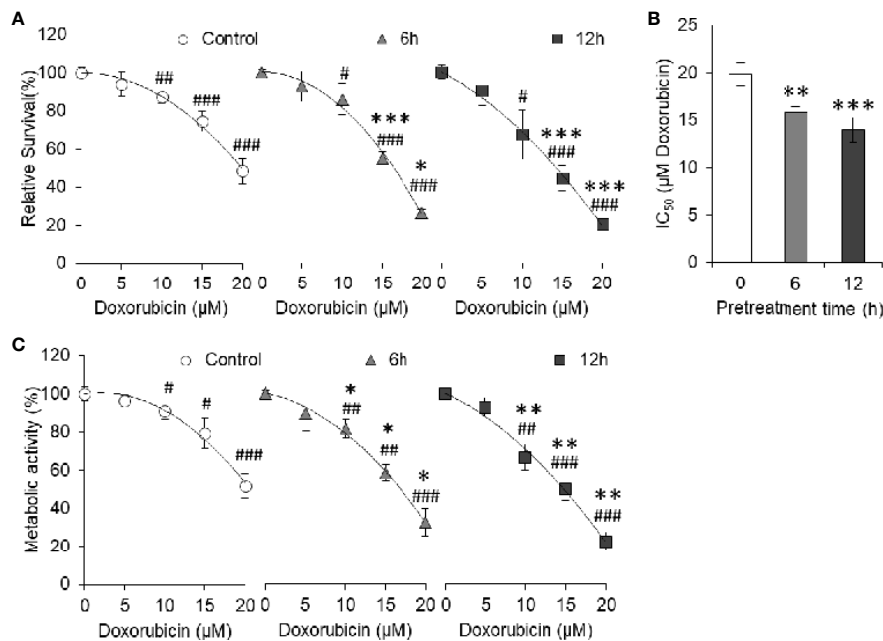 A
Control
6h
12h
Relative Survival(%)
120
100
80
60
40
20
0
##
###
###
#
***
###
*
###
#
***
###
***
###
0 5 10 15 20
0 5 10 15 20
0 5 10 15 20
Doxorubicin (µM)
Doxorubicin (µM)
Doxorubicin (µM)
B
IC50 (µM Doxorubicin)
25
20
15
10
5
0
**
***
0 6 12
Pretreatment time (h)
C
Control
6h
12h
Metabolic activity (%)
120
100
80
60
40
20
0
#
#
###
*
##
*
##
*
###
**
##
**
###
**
###
0 5 10 15 20
0 5 10 15 20
0 5 10 15 20
Doxorubicin (µM)
Doxorubicin (µM)
Doxorubicin (µM)